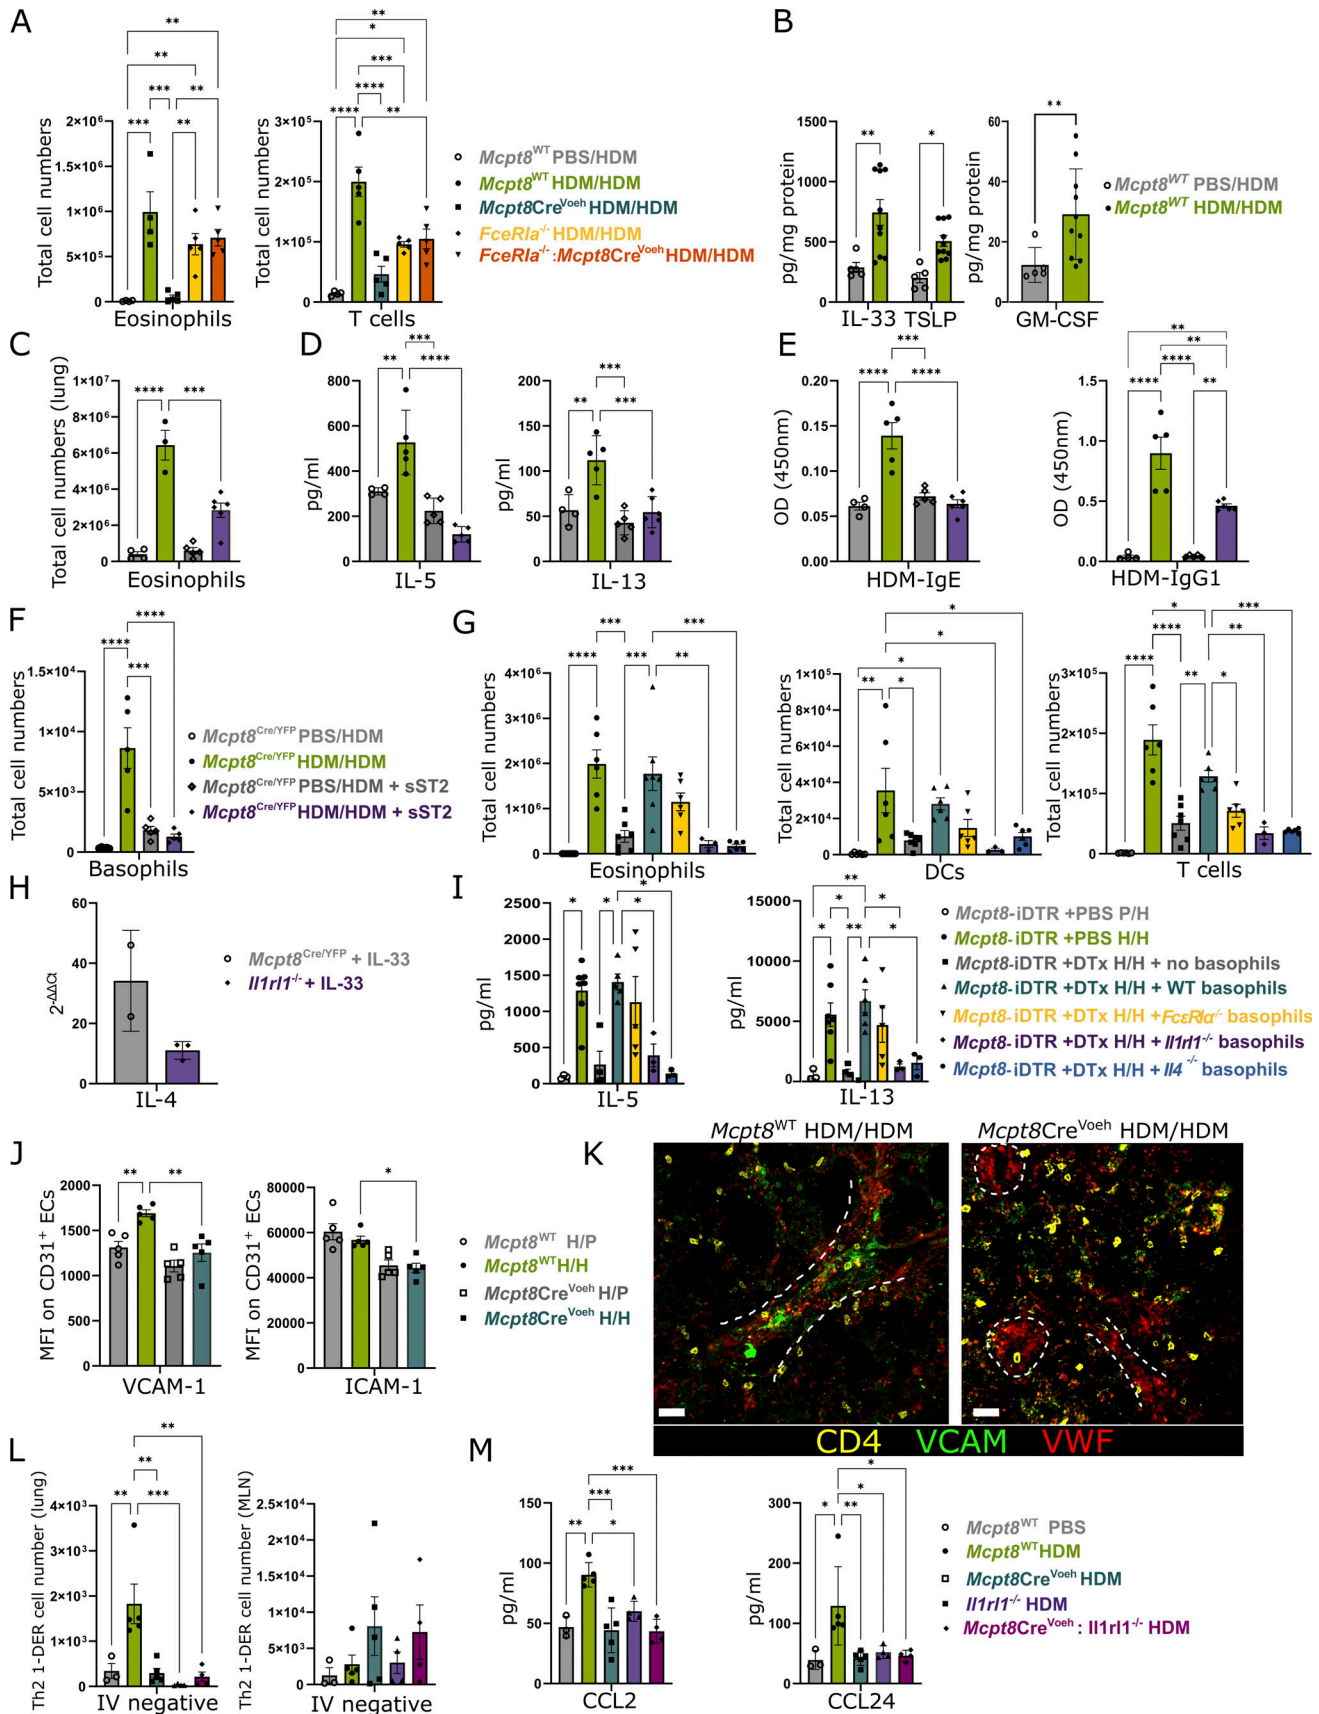 A
**
**
***
**
***
**
Total cell numbers
2×10⁶
1.5×10⁶
1×10⁶
5×10⁵
0
Eosinophils
**
*
***
****
****
**
Total cell numbers
3×10⁵
2×10⁵
1×10⁵
0
T cells
Mcpt8ᵂᵀ PBS/HDM
Mcpt8ᵂᵀ HDM/HDM
Mcpt8Creⱽᵒᵉʰ HDM/HDM
FceRIa⁻/⁻ HDM/HDM
FceRIa⁻/⁻:Mcpt8Creⱽᵒᵉʰ HDM/HDM
B
**
*
pg/mg protein
1500
1000
500
0
IL-33 TSLP
**
pg/mg protein
60
40
20
0
GM-CSF
Mcpt8ᵂᵀ PBS/HDM
Mcpt8ᵂᵀ HDM/HDM
C
**** ***
Total cell numbers (lung)
1×10⁷
8×10⁶
6×10⁶
4×10⁶
2×10⁶
0
Eosinophils
D
***
** ****
pg/ml
800
600
400
200
0
IL-5
***
** ***
pg/ml
200
150
100
50
0
IL-13
E
***
**** ****
OD (450nm)
0.20
0.15
0.10
0.05
0.00
HDM-IgE
**
**
****
**** **
OD (450nm)
1.5
1.0
0.5
0.0
HDM-IgG1
F
****
****
***
Total cell numbers
1.5×10⁴
1×10⁴
5×10³
0
Basophils
Mcpt8ᶜʳᵉ/ʸᶠᴾ PBS/HDM
Mcpt8ᶜʳᵉ/ʸᶠᴾ HDM/HDM
Mcpt8ᶜʳᵉ/ʸᶠᴾ PBS/HDM + sST2
Mcpt8ᶜʳᵉ/ʸᶠᴾ HDM/HDM + sST2
G
*** ***
**** *** **
Total cell numbers
4×10⁶
3×10⁶
2×10⁶
1×10⁶
0
Eosinophils
*
*
*
** *
Total cell numbers
1×10⁵
8×10⁴
6×10⁴
4×10⁴
2×10⁴
0
DCs
* ***
**** **
**** ** *
Total cell numbers
3×10⁵
2×10⁵
1×10⁵
0
T cells
H
2⁻ᐃᐃᶜᵗ
60
40
20
0
IL-4
Mcpt8ᶜʳᵉ/ʸᶠᴾ + IL-33
Il1rl1⁻/⁻ + IL-33
I
*
* * *
pg/ml
2500
2000
1500
1000
500
0
IL-5
**
* *
* ** *
pg/ml
15000
10000
5000
0
IL-13
Mcpt8-iDTR +PBS P/H
Mcpt8-iDTR +PBS H/H
Mcpt8-iDTR +DTx H/H + no basophils
Mcpt8-iDTR +DTx H/H + WT basophils
Mcpt8-iDTR +DTx H/H +FcεRIα⁻/⁻ basophils
Mcpt8-iDTR +DTx H/H + Il1rl1⁻/⁻ basophils
Mcpt8-iDTR +DTx H/H + Il4⁻/⁻ basophils
J
** **
MFI on CD31⁺ ECs
2000
1500
1000
500
0
VCAM-1
*
MFI on CD31⁺ ECs
80000
60000
40000
20000
0
ICAM-1
Mcpt8ᵂᵀ H/P
Mcpt8ᵂᵀ H/H
Mcpt8Creⱽᵒᵉʰ H/P
Mcpt8Creⱽᵒᵉʰ H/H
K
Mcpt8ᵂᵀ HDM/HDM
Mcpt8Creⱽᵒᵉʰ HDM/HDM
CD4 VCAM VWF
L
**
**
** ***
Th2 1-DER cell number (lung)
4×10³
3×10³
2×10³
1×10³
0
IV negative
Th2 1-DER cell number (MLN)
2.5×10⁴
2×10⁴
1.5×10⁴
1×10⁴
5×10³
0
IV negative
M
***
***
** *
pg/ml
150
100
50
0
CCL2
*
*
* **
pg/ml
300
200
100
0
CCL24
Mcpt8ᵂᵀ PBS
Mcpt8ᵂᵀ HDM
Mcpt8Creⱽᵒᵉʰ HDM
Il1rl1⁻/⁻ HDM
Mcpt8Creⱽᵒᵉʰ : Il1rl1⁻/⁻ HDM